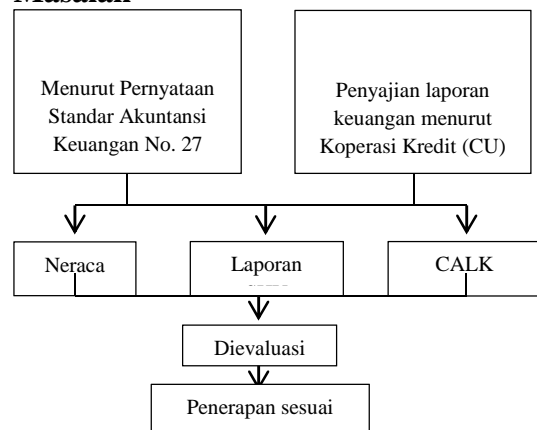 Menurut Pernyataan
Standar Akuntansi
Keuangan No. 27
Penyajian laporan
keuangan menurut
Koperasi Kredit (CU)
Neraca
Laporan
CALK
Dievaluasi
Penerapan sesuai